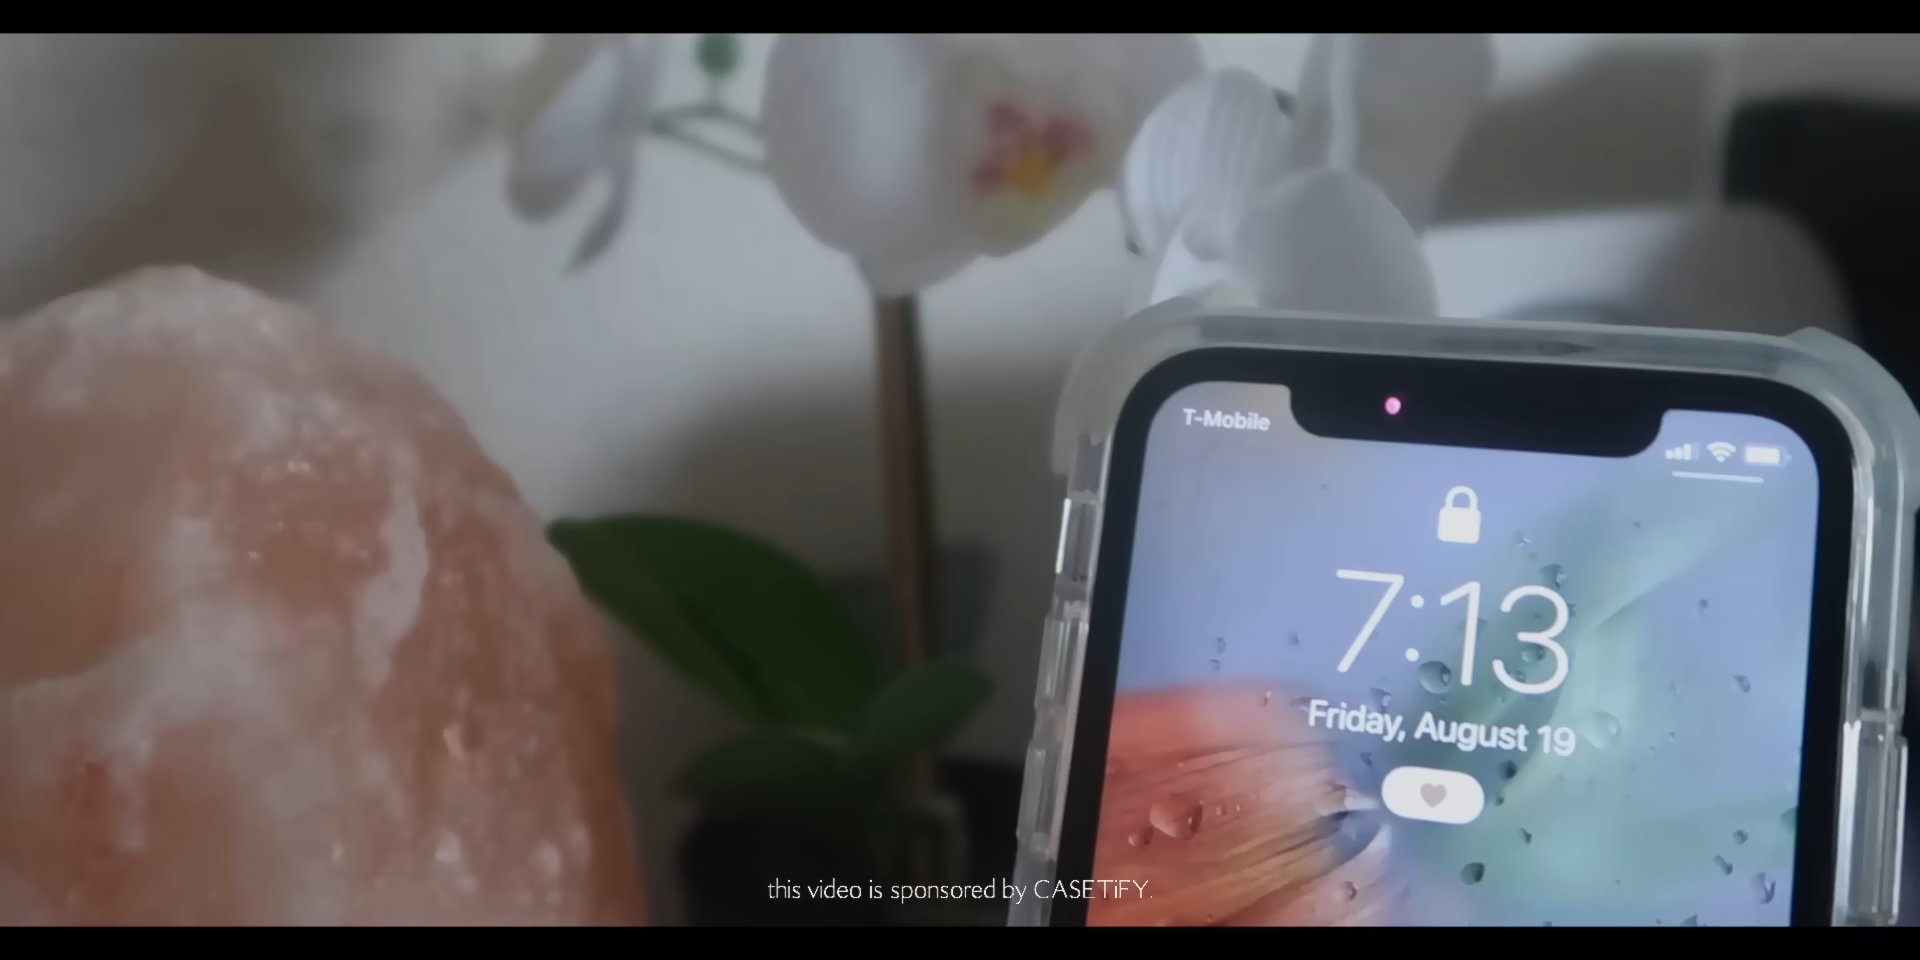 T-Mobile
7:13
Friday, August 19
this video is sponsored by CASETiFY.